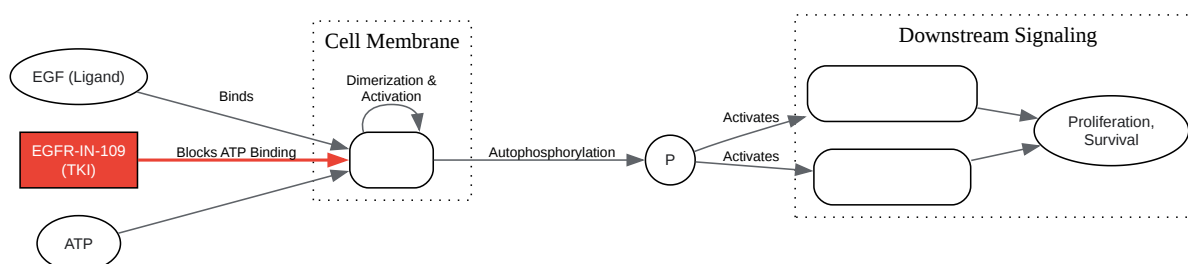 Cell Membrane
Downstream Signaling
EGF (Ligand)
Binds
Dimerization &
Activation
EGFR-IN-109
(TKI)
Blocks ATP Binding
Autophosphorylation
P
Activates
Activates
Proliferation,
Survival
ATP